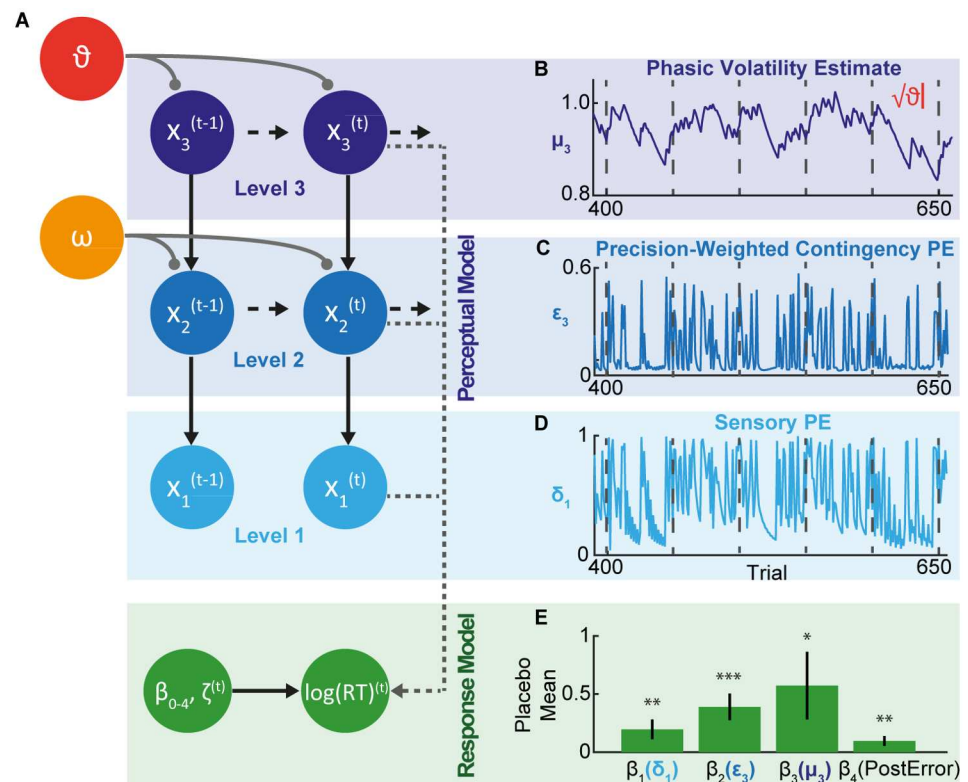 A
ϑ
x₃⁽ᵗ⁻¹⁾
x₃⁽ᵗ⁾
Level 3
ω
x₂⁽ᵗ⁻¹⁾
x₂⁽ᵗ⁾
Level 2
x₁⁽ᵗ⁻¹⁾
x₁⁽ᵗ⁾
Level 1
Perceptual Model
B
Phasic Volatility Estimate
√ϑ|
1.0
μ₃
0.8
400
650
C
Precision-Weighted Contingency PE
0.6
ε₃
0
400
650
D
Sensory PE
1
δ₁
0
400
Trial
650
β₀₋₄, ζ⁽ᵗ⁾
log(RT)⁽ᵗ⁾
Response Model
E
1
0.5
0
Placebo
Mean
**
***
*
**
β₁(δ₁)
β₂(ε₃)
β₃(μ₃)
β₄(PostError)